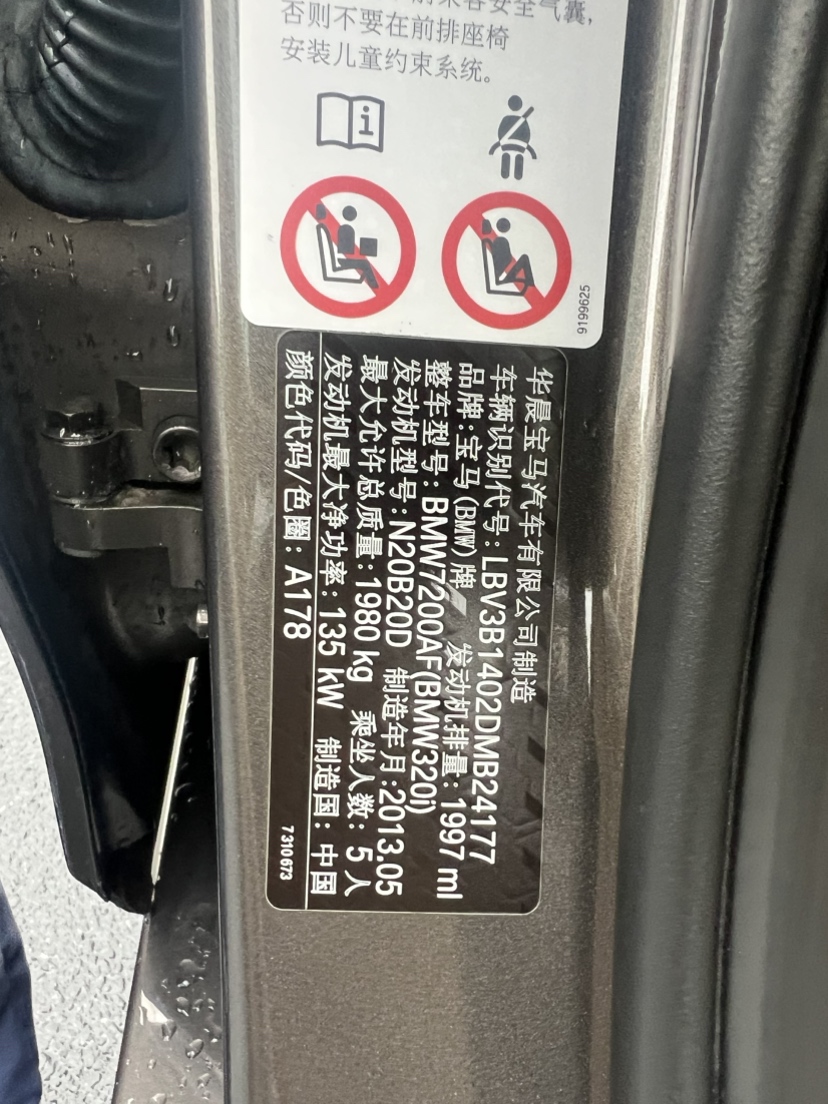 否则不要在前排座椅
安装儿童约束系统。
9199625
华晨宝马汽车有限公司制造
车辆识别代号:LBV3B1402DMB24177
品牌:宝马(BMW)牌 发动机排量:1997 ml
整车型号:BMW7200AF(BMW320i)
发动机型号:N20B20D 制造年月:2013.05
最大允许总质量:1980 kg 乘坐人数:5 人
发动机最大净功率:135 kW 制造国:中国
颜色代码/色圈:A178
7310673